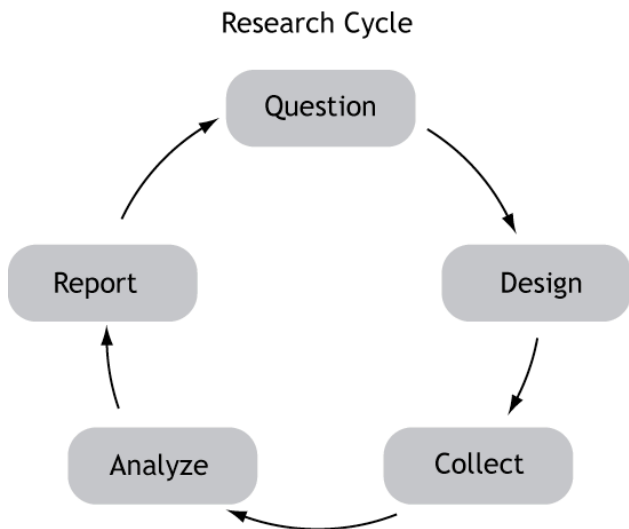 Research Cycle
Question
Design
Collect
Analyze
Report